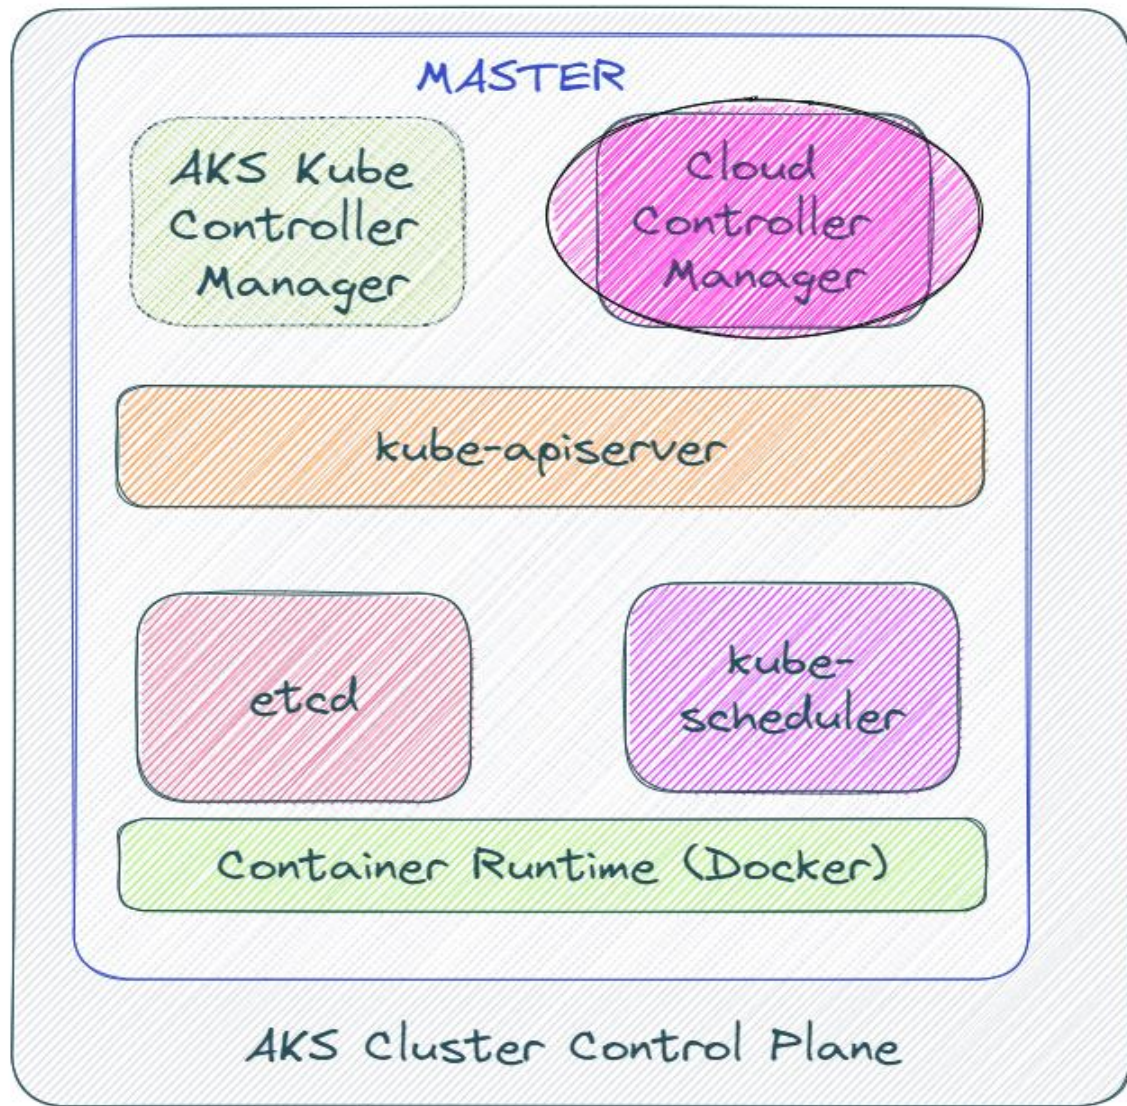 MASTER
AKS Kube
Controller
Manager
Cloud
Controller
Manager
kube-apiserver
etcd
kube-
scheduler
Container Runtime (Docker)
AKS Cluster Control Plane